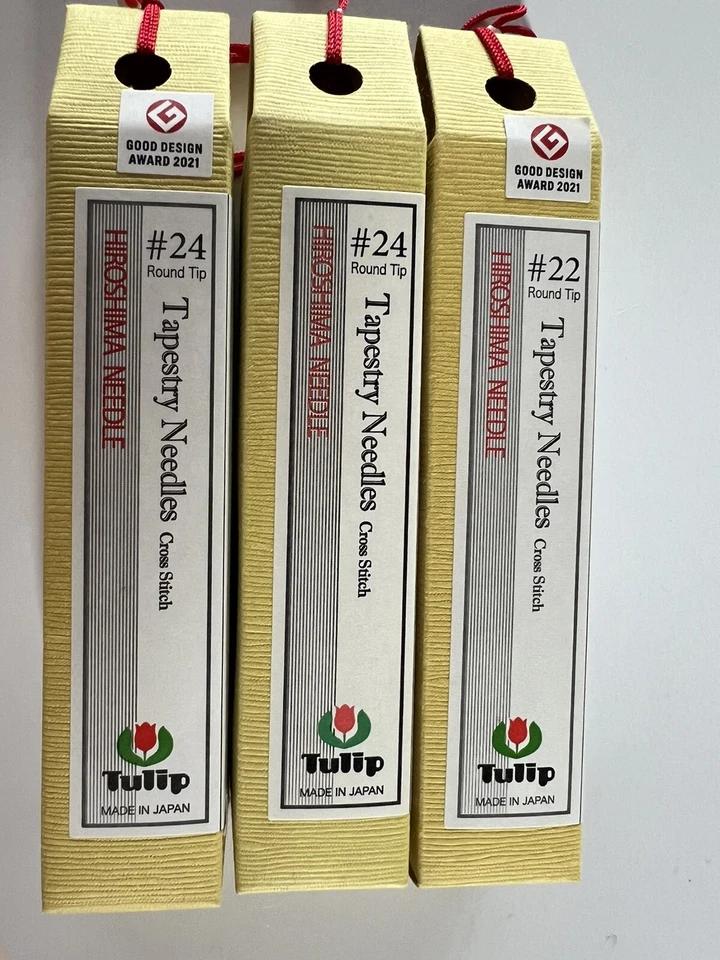 GOOD DESIGN
AWARD 2021
#24
Round Tip
Tapestry Needles Cross Stitch
HIROSHIMA NEEDLE
Tulip
MADE IN JAPAN
#24
Round Tip
Tapestry Needles Cross Stitch
HIROSHIMA NEEDLE
Tulip
MADE IN JAPAN
GOOD DESIGN
AWARD 2021
#22
Round Tip
Tapestry Needles Cross Stitch
HIROSHIMA NEEDLE
Tulip
MADE IN JAPAN